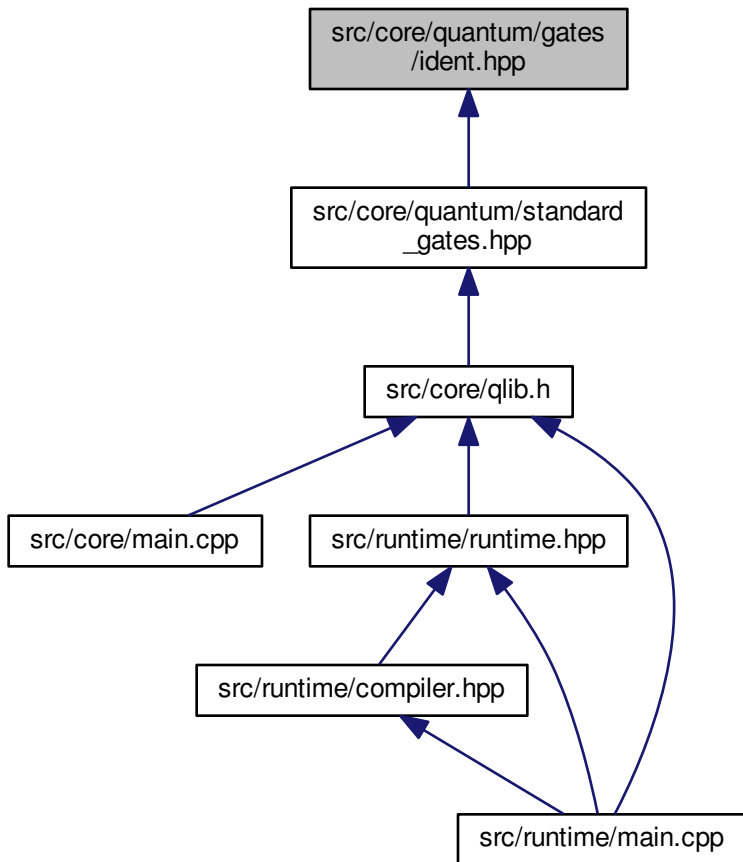 src/core/quantum/gates
/ident.hpp
src/core/quantum/standard
_gates.hpp
src/core/qlib.h
src/core/main.cpp
src/runtime/runtime.hpp
src/runtime/compiler.hpp
src/runtime/main.cpp